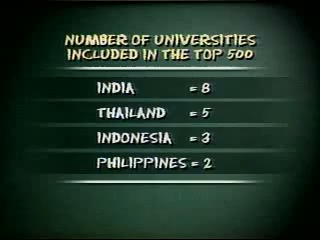 NUMBER OF UNIVERSITIES
INCLUDED IN THE TOP 500
INDIA = 8
THAILAND = 5
INDONESIA = 3
PHILIPPINES = 2